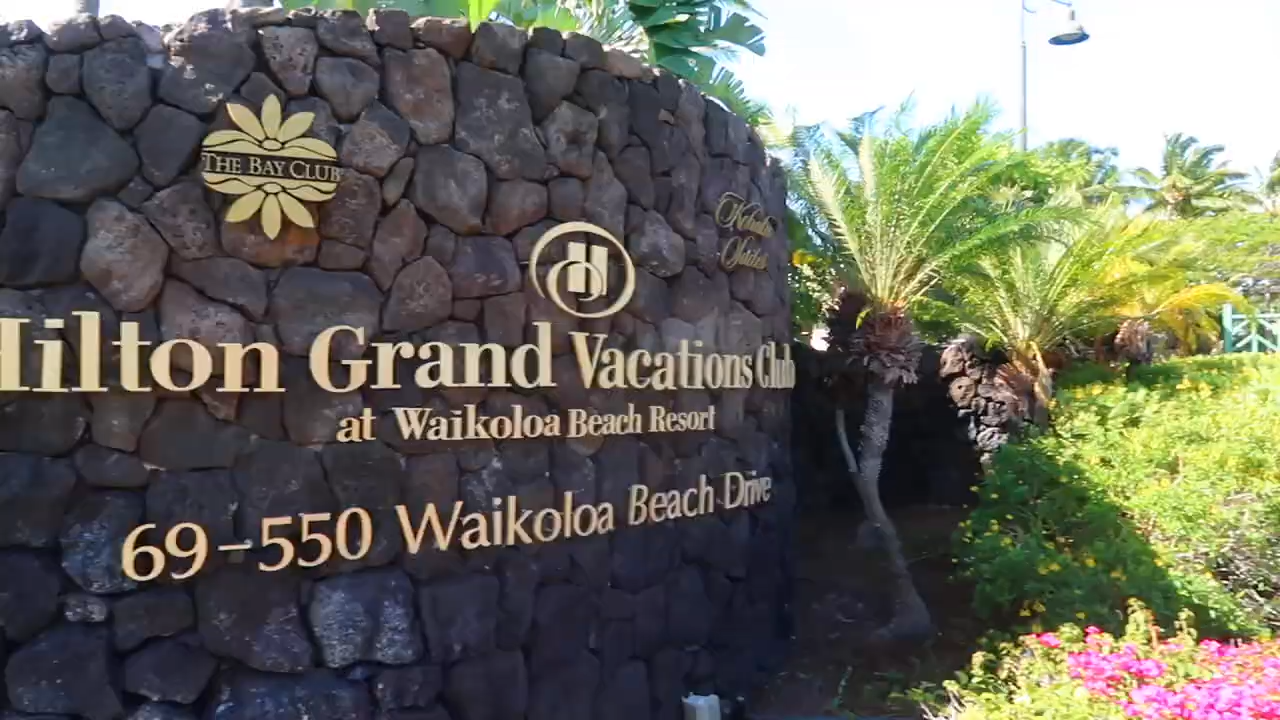 THE BAY CLUB
Kohala
Suites
Hilton Grand Vacations Club
at Waikoloa Beach Resort
69-550 Waikoloa Beach Drive